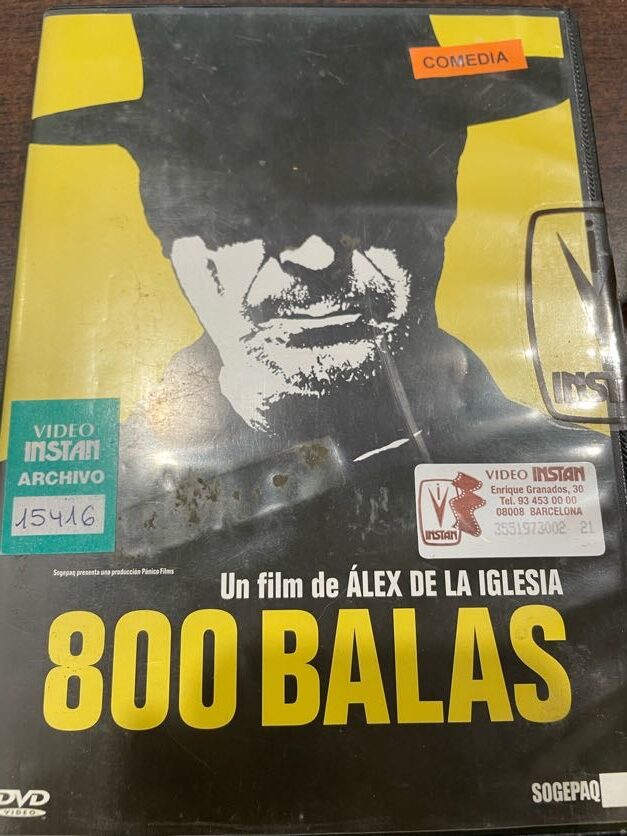 COMEDIA
INSTAN
VIDEO
INSTAN
ARCHIVO
15416
VIDEO INSTAN
Enrique Granados, 30
Tel. 93 453 00 00
08008 BARCELONA
INSTAN
3551973002 21
Sogepaq presenta una producción Pánico Films
Un film de ÁLEX DE LA IGLESIA
800 BALAS
DVD
VIDEO
SOGEPAQ